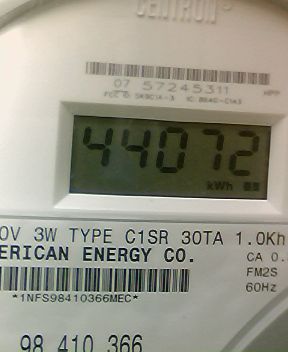 CENTRON®
07 57245311
44072
kWh
0V 3W TYPE C1SR 30TA 1.0Kh
ERICAN ENERGY CO.
CA 0.
FM2S
*1NFS98410366MEC*
60Hz
98 410 366